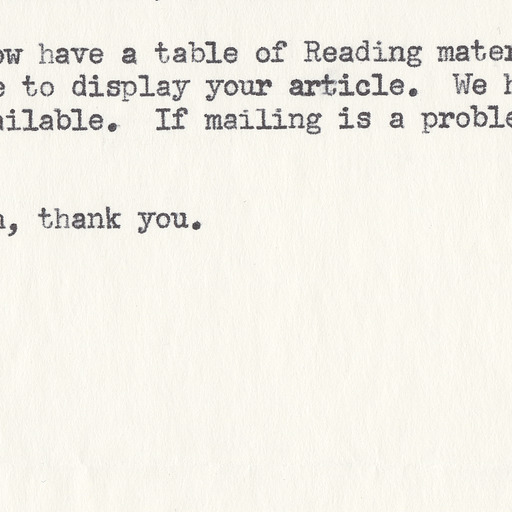 ow have a table of Reading mater
e to display your article.  We h
ailable.  If mailing is a proble
, thank you.